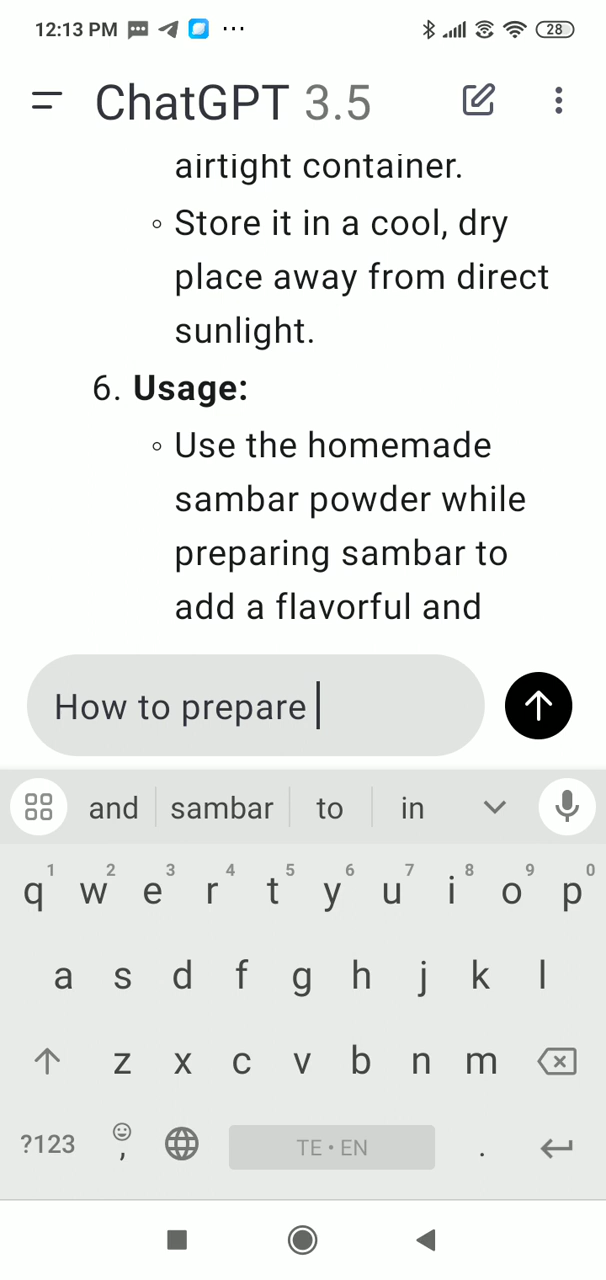 12:13 PM ... 28
ChatGPT 3.5
airtight container.
◦ Store it in a cool, dry
place away from direct
sunlight.
6. Usage:
◦ Use the homemade
sambar powder while
preparing sambar to
add a flavorful and
How to prepare
and sambar to in
1 2 3 4 5 6 7 8 9 0
q w e r t y u i o p
a s d f g h j k l
z x c v b n m
?123 , TE • EN .